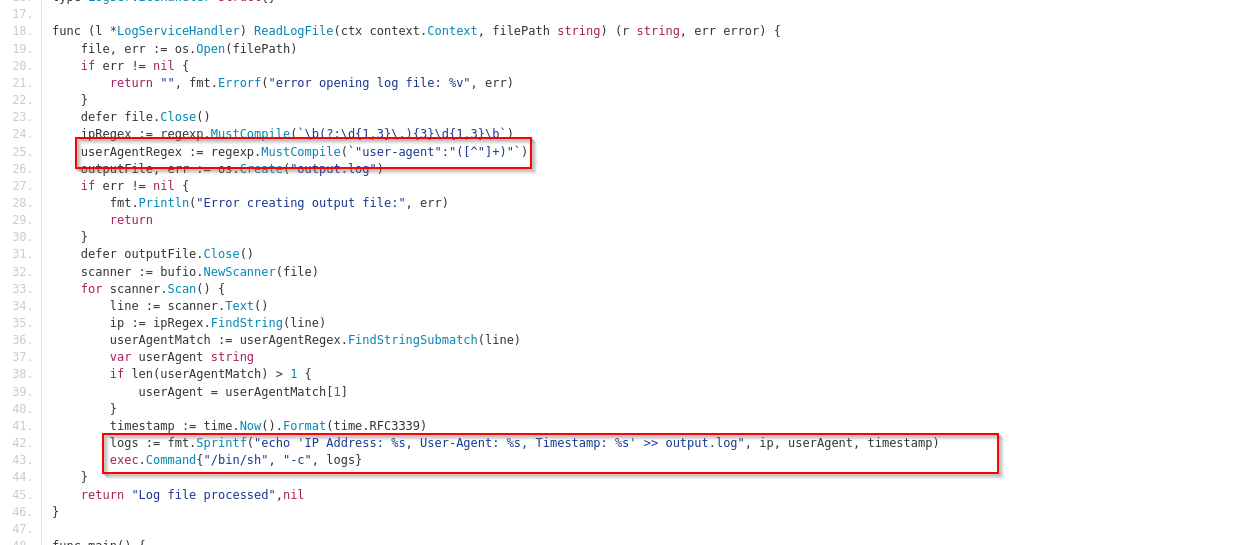 16. type LogServiceHandler struct{}
17.
18. func (l *LogServiceHandler) ReadLogFile(ctx context.Context, filePath string) (r string, err error) {
19. file, err := os.Open(filePath)
20. if err != nil {
21. return "", fmt.Errorf("error opening log file: %v", err)
22. }
23. defer file.Close()
24. ipRegex := regexp.MustCompile(`\b(?:\d{1,3}\.){3}\d{1,3}\b`)
25. userAgentRegex := regexp.MustCompile(`"user-agent":"([^"]+)"`)
26. outputFile, err := os.Create("output.log")
27. if err != nil {
28. fmt.Println("Error creating output file:", err)
29. return
30. }
31. defer outputFile.Close()
32. scanner := bufio.NewScanner(file)
33. for scanner.Scan() {
34. line := scanner.Text()
35. ip := ipRegex.FindString(line)
36. userAgentMatch := userAgentRegex.FindStringSubmatch(line)
37. var userAgent string
38. if len(userAgentMatch) > 1 {
39. userAgent = userAgentMatch[1]
40. }
41. timestamp := time.Now().Format(time.RFC3339)
42. logs := fmt.Sprintf("echo 'IP Address: %s, User-Agent: %s, Timestamp: %s' >> output.log", ip, userAgent, timestamp)
43. exec.Command{"/bin/sh", "-c", logs}
44. }
45. return "Log file processed",nil
46. }
47.
48. func main() {